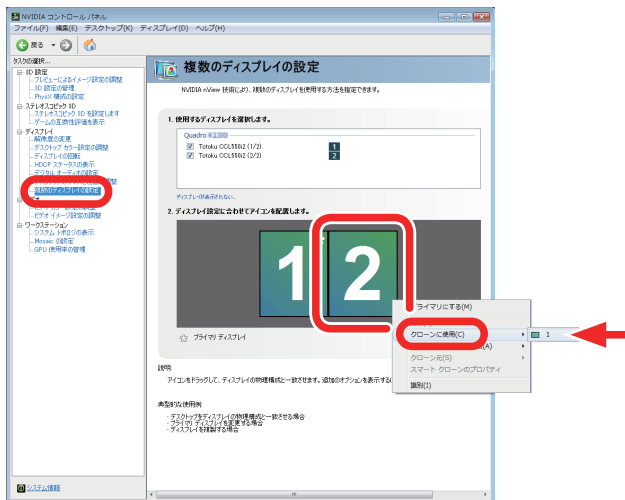 NVIDIA コントロール パネル
ファイル(F) 編集(E) デスクトップ(K) ディスプレイ(D) ヘルプ(H)
戻る
タスクの選択...
3D 設定
プレビューによるイメージ設定の調整
3D 設定の管理
PhysX 構成の設定
ステレオスコピック 3D
ステレオスコピック 3D を設定します
ゲームの互換性評価を表示
ディスプレイ
解像度の変更
デスクトップ カラー設定の調整
ディスプレイの回転
HDCP ステータスの表示
デジタル オーディオの設定
複数のディスプレイの設定
ビデオ イメージ設定の調整
ワークステーション
システム トポロジの表示
Mosaic の設定
GPU 使用率の管理
システム情報
複数のディスプレイの設定
NVIDIA nView 技術により、複数のディスプレイを使用する方法を指定できます。
1. 使用するディスプレイを選択します。
Quadro
Totoku CCL550i2 (1/2) 1
Totoku CCL550i2 (2/2) 2
ディスプレイが表示されない...
2. ディスプレイ設定に合わせてアイコンを配置します。
1 2
プライマリ ディスプレイ
プライマリにする(M)
クローンに使用(C)
1
(A)
クローン元(S)
スマート クローンのプロパティ
識別(I)
説明:
アイコンをドラッグして、ディスプレイの物理構成と一致させます。追加のオプションを表示する
典型的な使用例
・デスクトップをディスプレイの物理構成と一致させる場合
・プライマリ ディスプレイを変更する場合
・ディスプレイを複製する場合